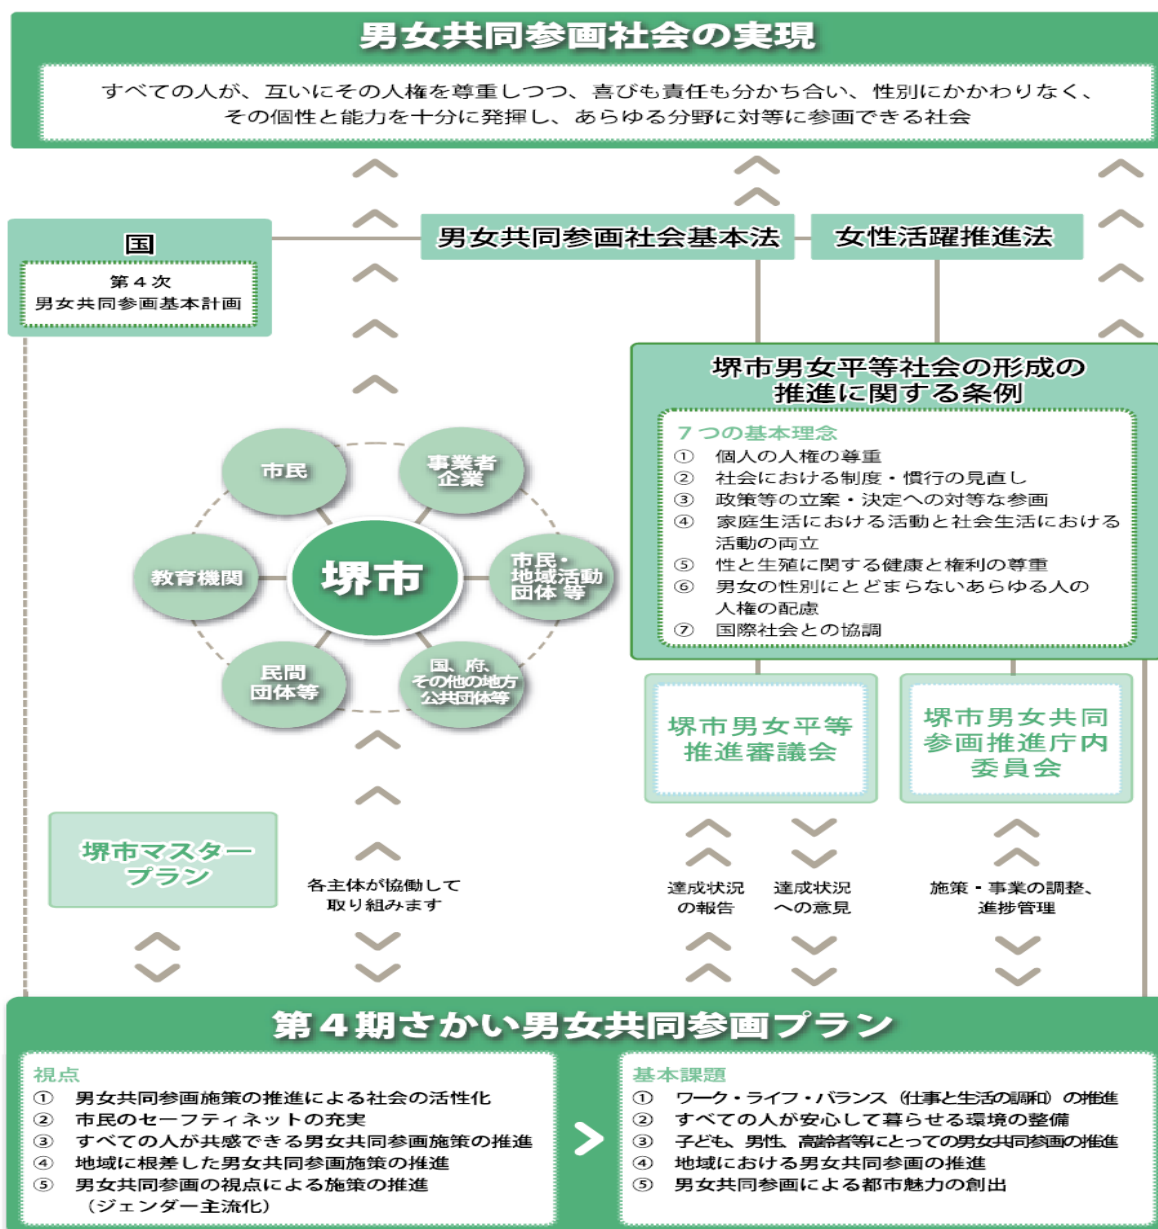 男女共同参画社会の実現
すべての人が、互いにその人権を尊重しつつ、喜びも責任も分かち合い、性別にかかわりなく、
その個性と能力を十分に発揮し、あらゆる分野に対等に参画できる社会
国
第４次
男女共同参画基本計画
男女共同参画社会基本法
女性活躍推進法
堺市男女平等社会の形成の
推進に関する条例
７つの基本理念
① 個人の人権の尊重
② 社会における制度・慣行の見直し
③ 政策等の立案・決定への対等な参画
④ 家庭生活における活動と社会生活における
活動の両立
⑤ 性と生殖に関する健康と権利の尊重
⑥ 男女の性別にとどまらないあらゆる人の
人権の配慮
⑦ 国際社会との協調
市民
事業者
企業
教育機関
堺市
市民・
地域活動
団体 等
民間
団体等
国、府、
その他の地方
公共団体等
堺市男女平等
推進審議会
堺市男女共同
参画推進庁内
委員会
堺市マスター
プラン
各主体が協働して
取り組みます
達成状況
の報告
達成状況
への意見
施策・事業の調整、
進捗管理
第４期さかい男女共同参画プラン
視点
① 男女共同参画施策の推進による社会の活性化
② 市民のセーフティネットの充実
③ すべての人が共感できる男女共同参画施策の推進
④ 地域に根差した男女共同参画施策の推進
⑤ 男女共同参画の視点による施策の推進
（ジェンダー主流化）
基本課題
① ワーク・ライフ・バランス（仕事と生活の調和）の推進
② すべての人が安心して暮らせる環境の整備
③ 子ども、男性、高齢者等にとっての男女共同参画の推進
④ 地域における男女共同参画の推進
⑤ 男女共同参画による都市魅力の創出